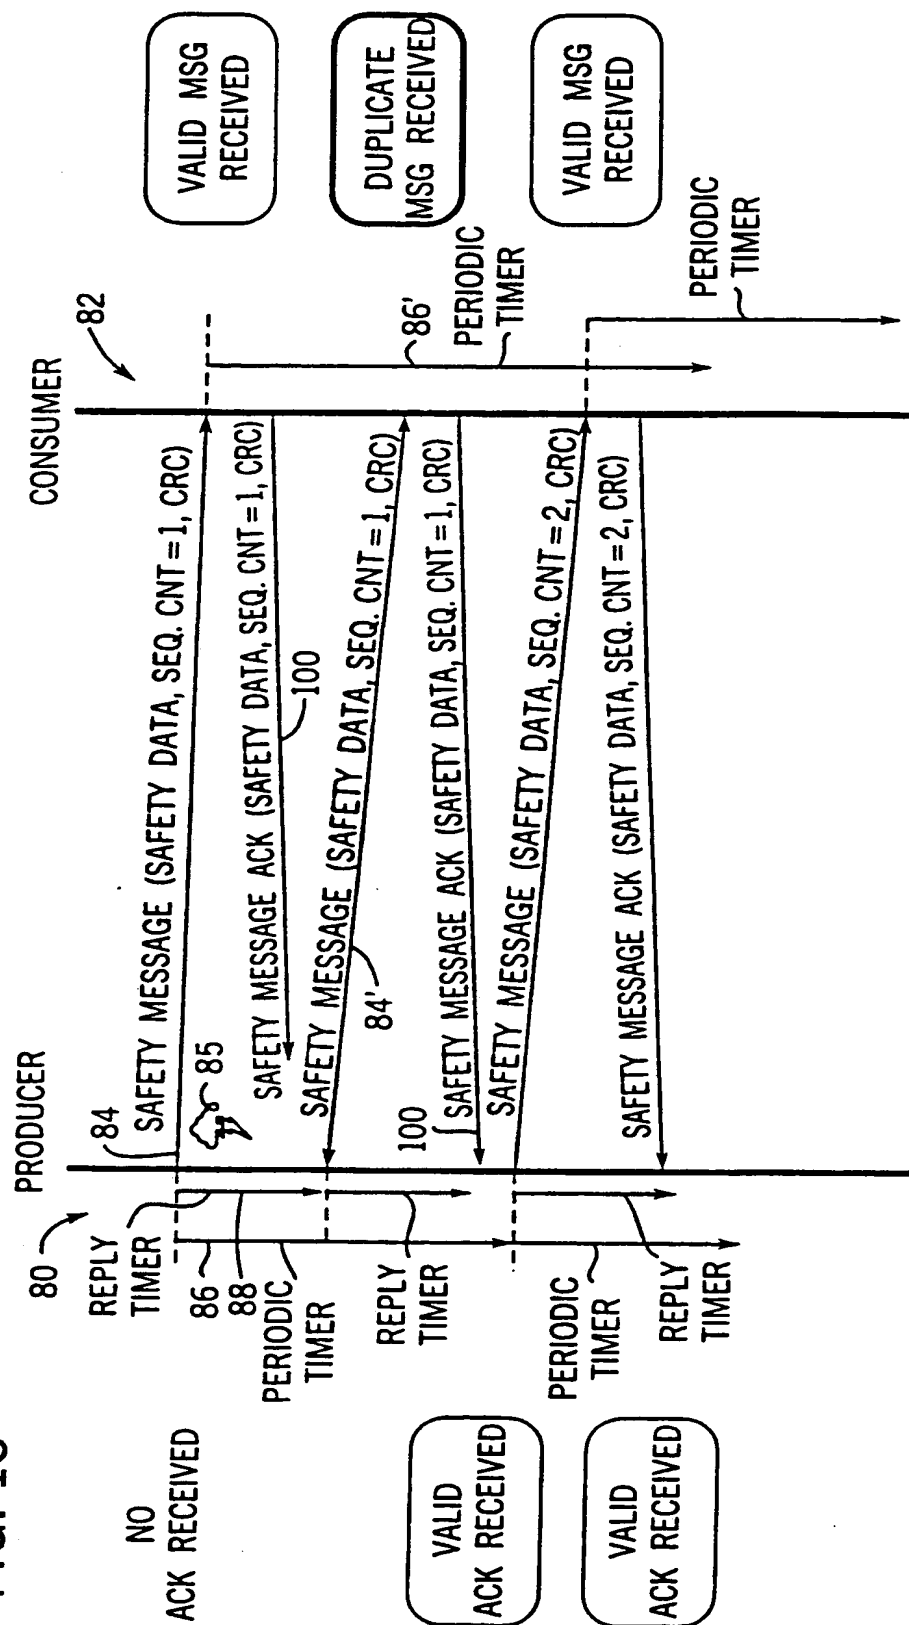 PRODUCER
CONSUMER
80
82
84
REPLY
TIMER
86
88
PERIODIC
TIMER
85
NO
ACK RECEIVED
SAFETY MESSAGE (SAFETY DATA, SEQ. CNT=1, CRC)
VALID MSG
RECEIVED
SAFETY MESSAGE ACK (SAFETY DATA, SEQ. CNT=1, CRC)
100
SAFETY MESSAGE (SAFETY DATA, SEQ. CNT=1, CRC)
84'
86'
PERIODIC
TIMER
DUPLICATE
MSG RECEIVED
REPLY
TIMER
100
SAFETY MESSAGE ACK (SAFETY DATA, SEQ. CNT=1, CRC)
VALID
ACK RECEIVED
SAFETY MESSAGE (SAFETY DATA, SEQ. CNT=2, CRC)
VALID MSG
RECEIVED
PERIODIC
TIMER
PERIODIC
TIMER
REPLY
TIMER
SAFETY MESSAGE ACK (SAFETY DATA, SEQ. CNT=2, CRC)
VALID
ACK RECEIVED